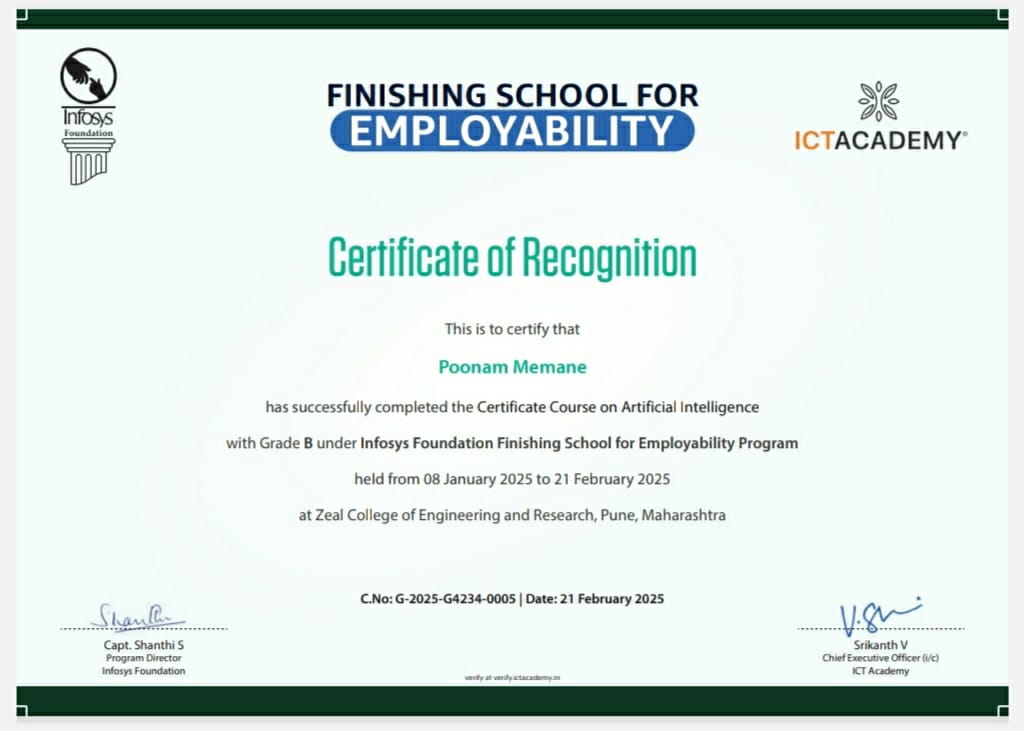 Infosys
Foundation
FINISHING SCHOOL FOR
EMPLOYABILITY
ICTACADEMY®
Certificate of Recognition
This is to certify that
Poonam Memane
has successfully completed the Certificate Course on Artificial Intelligence
with Grade B under Infosys Foundation Finishing School for Employability Program
held from 08 January 2025 to 21 February 2025
at Zeal College of Engineering and Research, Pune, Maharashtra
C.No: G-2025-G4234-0005 | Date: 21 February 2025
Shanthi
Capt. Shanthi S
Program Director
Infosys Foundation
Srikanth V
Chief Executive Officer (i/c)
ICT Academy
verify at verify.ictacademy.in